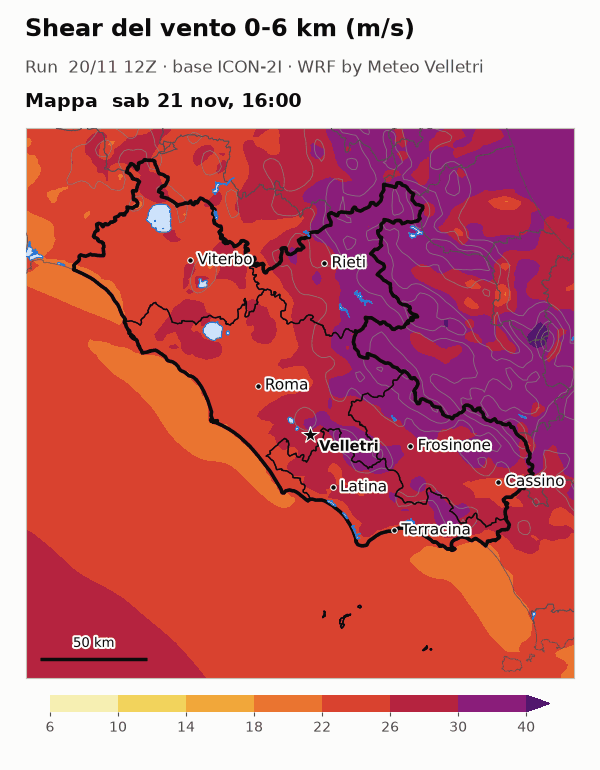 Shear del vento 0-6 km (m/s)
Run 20/11 12Z · base ICON-2I · WRF by Meteo Velletri
Mappa sab 21 nov, 16:00
Viterbo
Rieti
Roma
Velletri
Frosinone
Cassino
Latina
Terracina
50 km
6 10 14 18 22 26 30 40